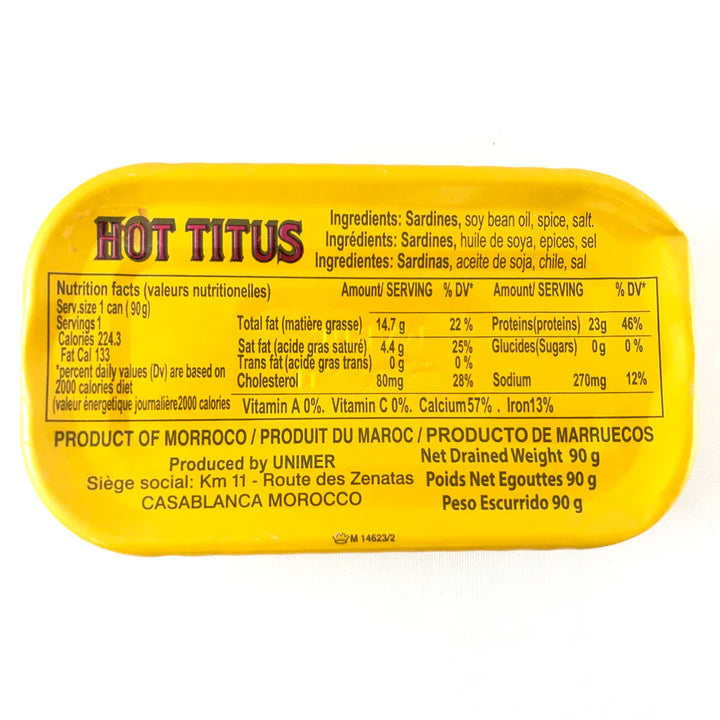 HOT TITUS
Ingredients: Sardines, soy bean oil, spice, saft.
Ingrédients: Sardines, huile de soya, epices, sel
Ingredientes: Sardinas, aceite de soja, chile, sal
Nutrition facts (valeurs nutritionelles) Amount/ SERVING % DV* Amount/ SERVING % DV*
Serv.size 1 can ( 90g)
Servings 1
Calories 224.3
Fat Cal 133
*percent daily values (Dv) are based on
2000 calories diet
(valeur énergetique journalière2000 calories
Total fat (matière grasse) 14.7 g 22 % Proteins(proteins) 23g 46%
Sat fat (acide gras saturé) 4.4 g 25% Glucides(Sugars) 0g 0 %
Trans fat (acide gras trans) 0 g 0 %
Cholesterol 80mg 28% Sodium 270mg 12%
Vitamin A 0%. Vitamin C 0%. Calcium57% . Iron13%
PRODUCT OF MORROCO / PRODUIT DU MAROC / PRODUCTO DE MARRUECOS
Produced by UNIMER
Siège social: Km 11 - Route des Zenatas
CASABLANCA MOROCCO
Net Drained Weight 90 g
Poids Net Egouttes 90 g
Peso Escurrido 90 g
M 14623/2